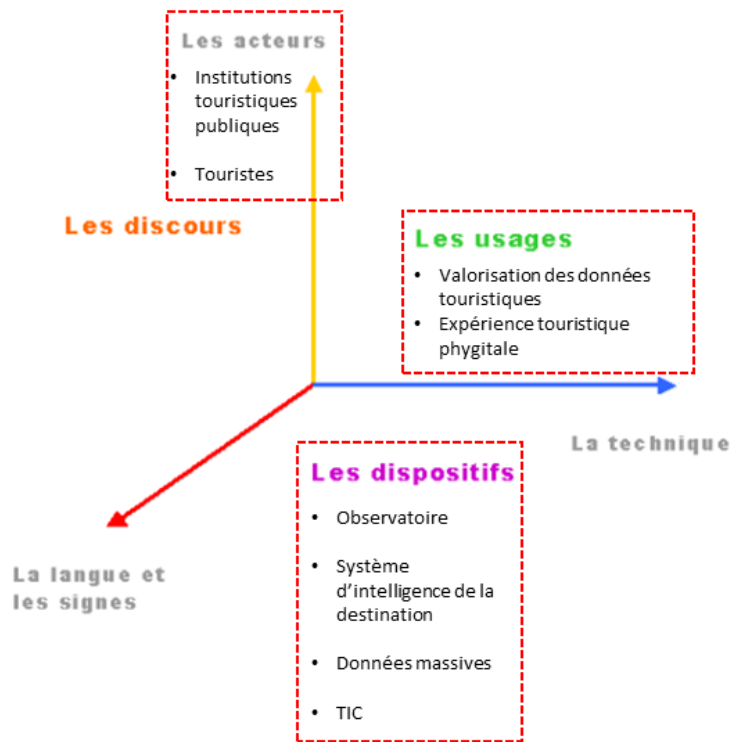 Les acteurs
• Institutions
touristiques
publiques
• Touristes
Les discours
Les usages
• Valorisation des données
touristiques
• Expérience touristique
phygitale
La technique
Les dispositifs
• Observatoire
• Système
d'intelligence de la
destination
• Données massives
• TIC
La langue et
les signes